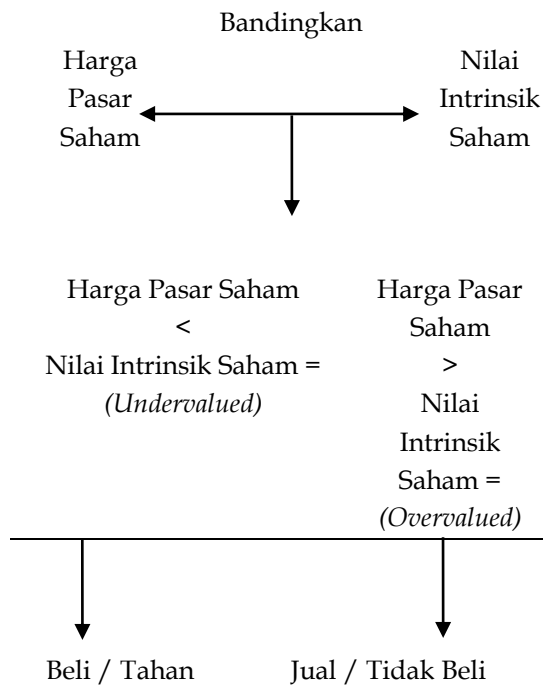 Bandingkan
Harga
Pasar
Saham
Nilai
Intrinsik
Saham
Harga Pasar Saham
<
Nilai Intrinsik Saham =
(Undervalued)
Harga Pasar
Saham
>
Nilai
Intrinsik
Saham =
(Overvalued)
Beli / Tahan
Jual / Tidak Beli